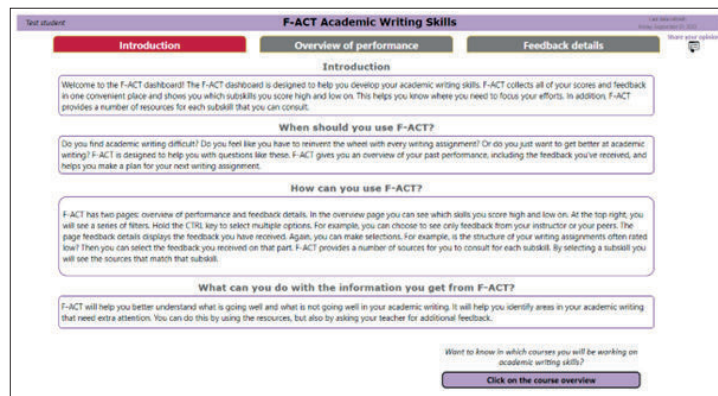 Test student
F-ACT Academic Writing Skills
Share your opinion
Introduction
Overview of performance
Feedback details
Introduction
Welcome to the F-ACT dashboard! The F-ACT dashboard is designed to help you develop your academic writing skills. F-ACT collects all of your scores and feedback
in one convenient place and shows you which subskills you score high and low on. This helps you know where you need to focus your efforts. In addition, F-ACT
provides a number of resources for each subskill that you can consult.
When should you use F-ACT?
Do you find academic writing difficult? Do you feel like you have to reinvent the wheel with every writing assignment? Or do you just want to get better at academic
writing? F-ACT is designed to help you with questions like these. F-ACT gives you an overview of your past performance, including the feedback you've received, and
helps you make a plan for your next writing assignment.
How can you use F-ACT?
F-ACT has two pages: overview of performance and feedback details. In the overview page you can see which skills you score high and low on. At the top right, you
will see a series of filters. Hold the CTRL key to select multiple options. For example, you can choose to see only feedback from your instructor or your peers. The
page feedback details displays the feedback you have received. Again, you can make selections. For example, is the structure of your writing assignments often rated
low? Then you can select the feedback you received on that part. F-ACT provides a number of sources for you to consult for each subskill. By selecting a subskill you
will see the sources that match that subskill.
What can you do with the information you get from F-ACT?
F-ACT will help you better understand what is going well and what is not going well in your academic writing. It will help you identify areas in your academic writing
that need extra attention. You can do this by using the resources, but also by asking your teacher for additional feedback.
Want to know in which courses you will be working on
academic writing skills?
Click on the course overview